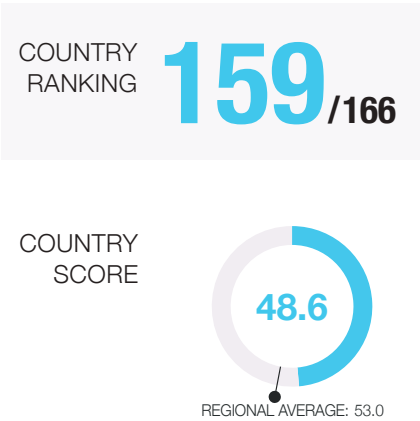 COUNTRY
RANKING
159/166
COUNTRY
SCORE
48.6
REGIONAL AVERAGE: 53.0